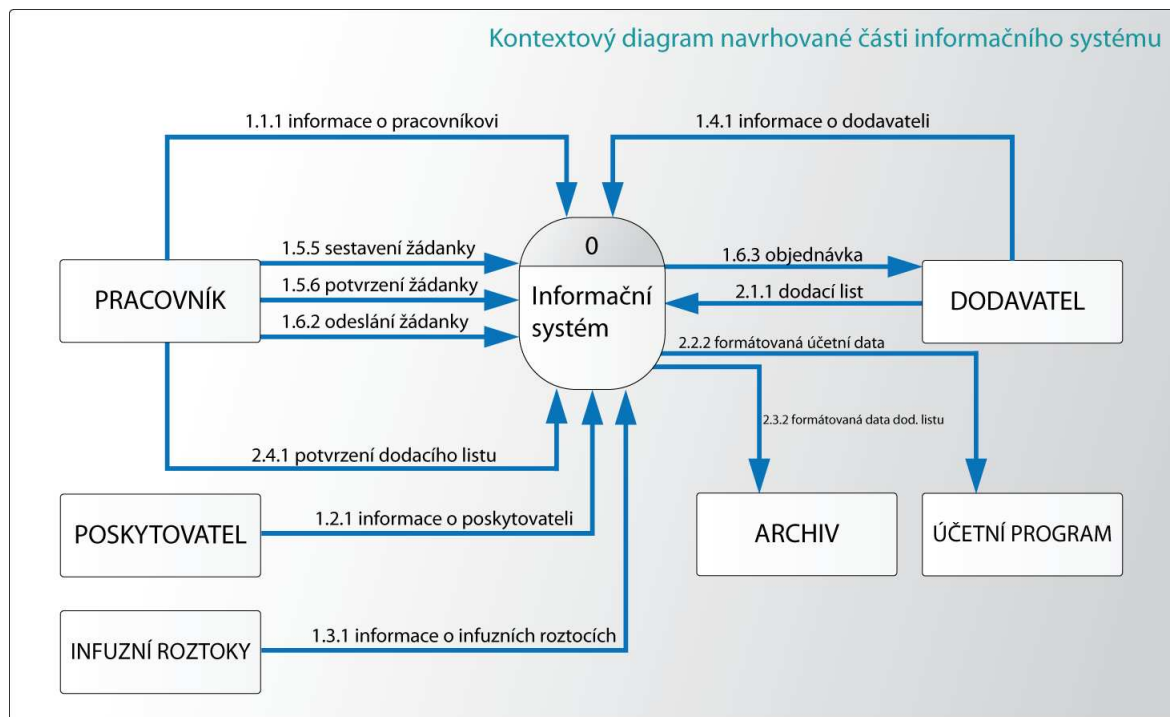 Kontextový diagram navrhované části informačního systému
1.1.1 informace o pracovníkovi
1.4.1 informace o dodavateli
0
1.5.5 sestavení žádanky
1.6.3 objednávka
PRACOVNÍK
1.5.6 potvrzení žádanky
Informační
systém
2.1.1 dodací list
DODAVATEL
1.6.2 odeslání žádanky
2.2.2 formátovaná účetní data
2.3.2 formátovaná data dod. listu
2.4.1 potvrzení dodacího listu
POSKYTOVATEL
1.2.1 informace o poskytovateli
ARCHIV
ÚČETNÍ PROGRAM
INFUZNÍ ROZTOKY
1.3.1 informace o infuzních roztocích